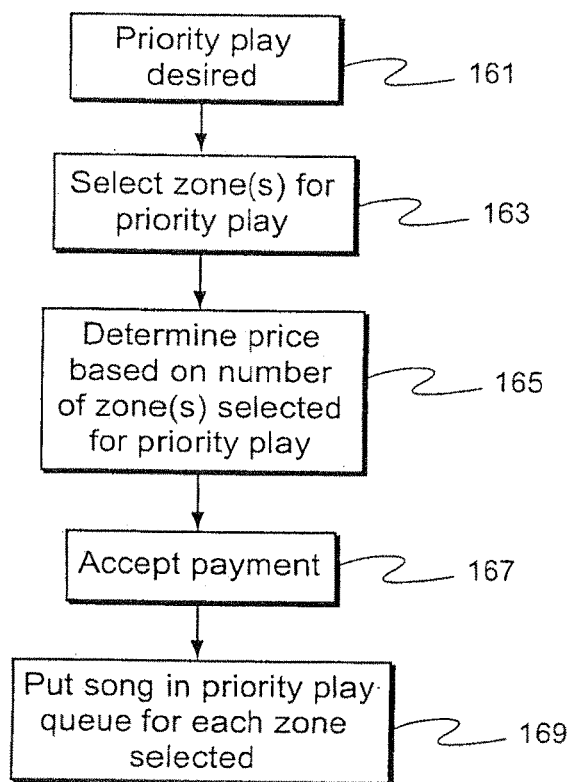 Priority play
desired
161
Select zone(s) for
priority play
163
Determine price
based on number
of zone(s) selected
for priority play
165
Accept payment
167
Put song in priority play
queue for each zone
selected
169